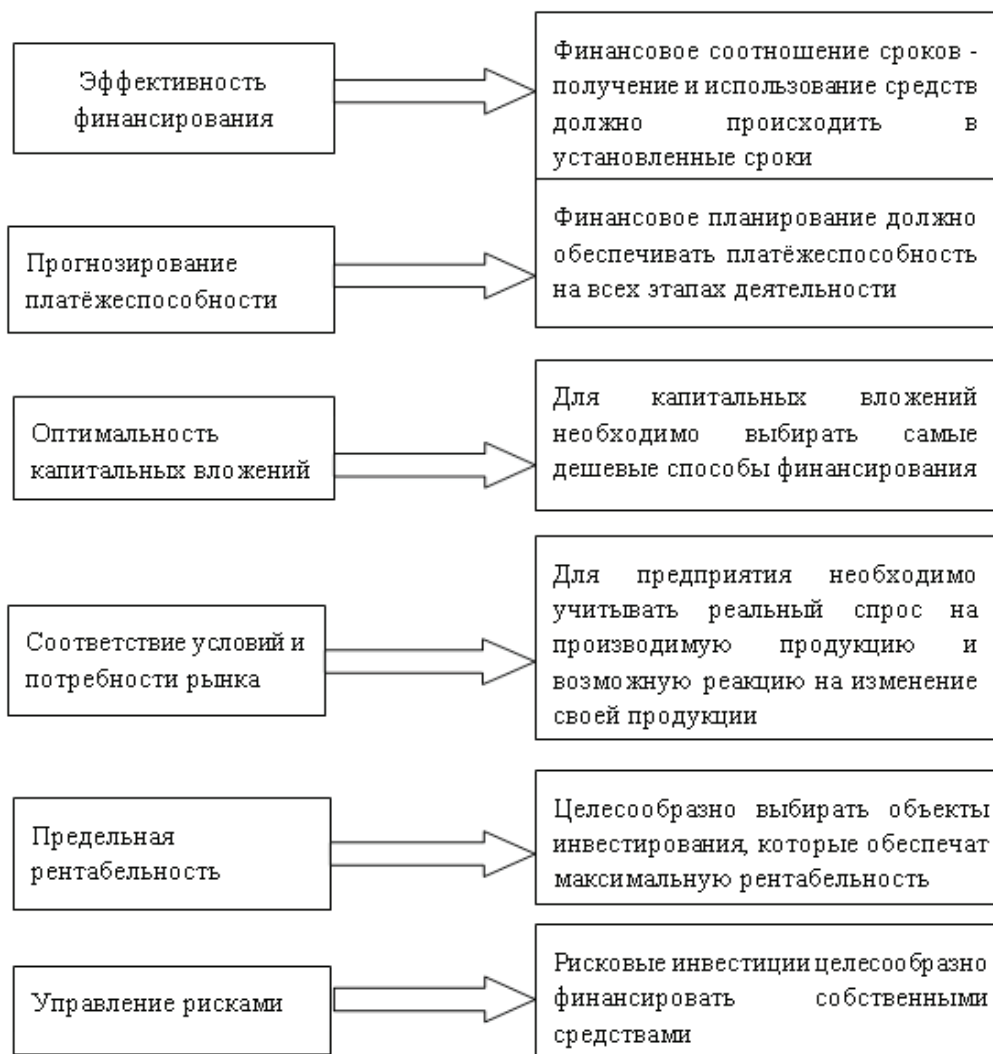 Эффективность
финансирования
Финансовое соотношение сроков -
получение и использование средств
должно происходить в
установленные сроки
Прогнозирование
платёжеспособности
Финансовое планирование должно
обеспечивать платёжеспособность
на всех этапах деятельности
Оптимальность
капитальных вложений
Для капитальных вложений
необходимо выбирать самые
дешевые способы финансирования
Соответствие условий и
потребности рынка
Для предприятия необходимо
учитывать реальный спрос на
производимую продукцию и
возможную реакцию на изменение
своей продукции
Предельная
рентабельность
Целесообразно выбирать объекты
инвестирования, которые обеспечат
максимальную рентабельность
Управление рисками
Рисковые инвестиции целесообразно
финансировать собственными
средствами